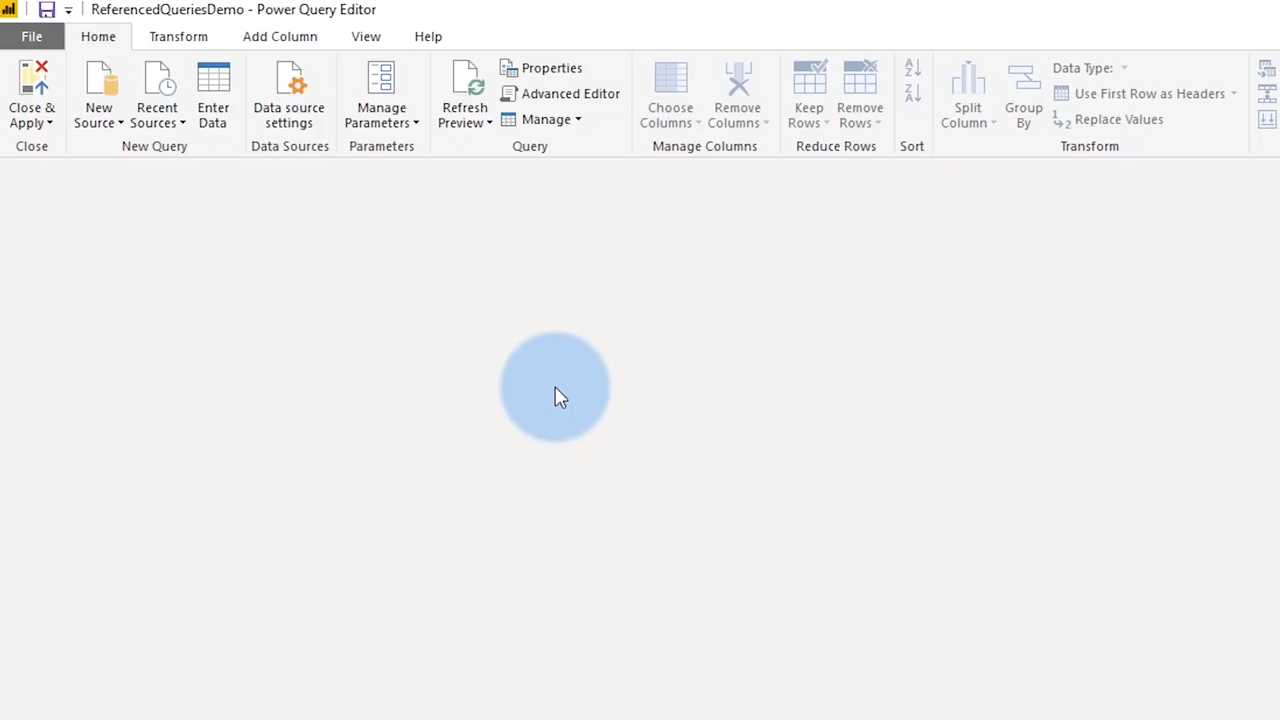 ReferencedQueriesDemo - Power Query Editor
File Home Transform Add Column View Help
Close & Apply
New Source
Recent Sources
Enter Data
Data source settings
Manage Parameters
Refresh Preview
Properties
Advanced Editor
Manage
Choose Columns
Remove Columns
Keep Rows
Remove Rows
A Z
Z A
Split Column
Group By
Data Type:
Use First Row as Headers
1 2 Replace Values
Close
New Query
Data Sources
Parameters
Query
Manage Columns
Reduce Rows
Sort
Transform